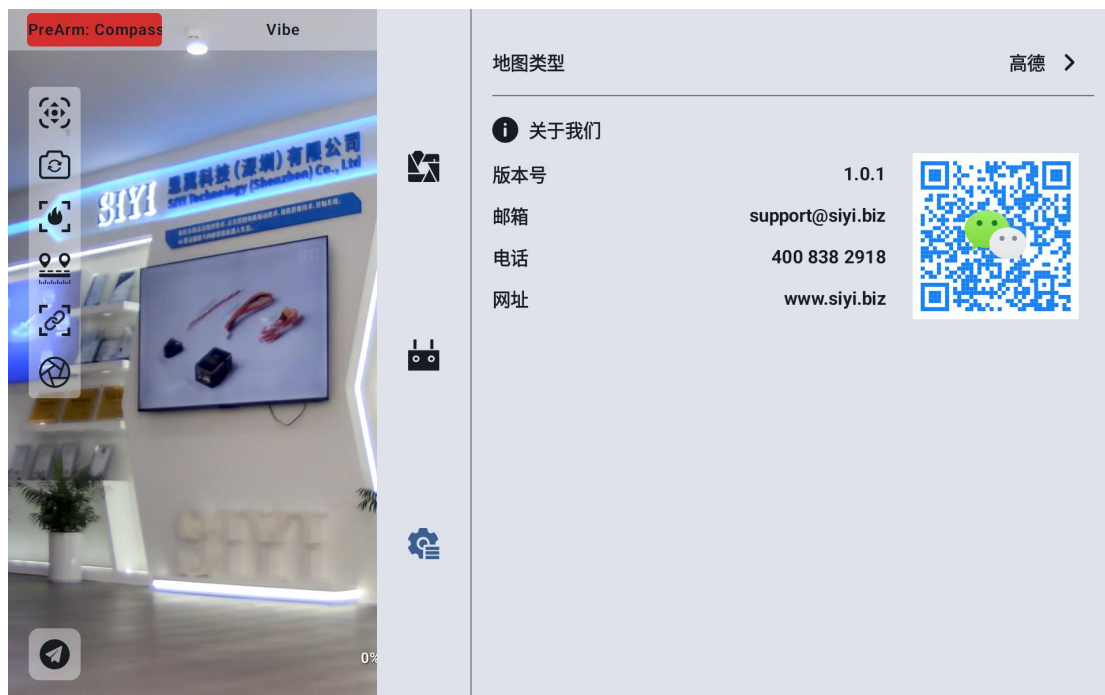 PreArm: Compass
Vibe
SIYI
思翼科技(深圳)有限公司
SIYI Technology (Shenzhen) Co., Ltd
SIYI
0%
地图类型
高德
关于我们
版本号
1.0.1
邮箱
support@siyi.biz
电话
400 838 2918
网址
www.siyi.biz